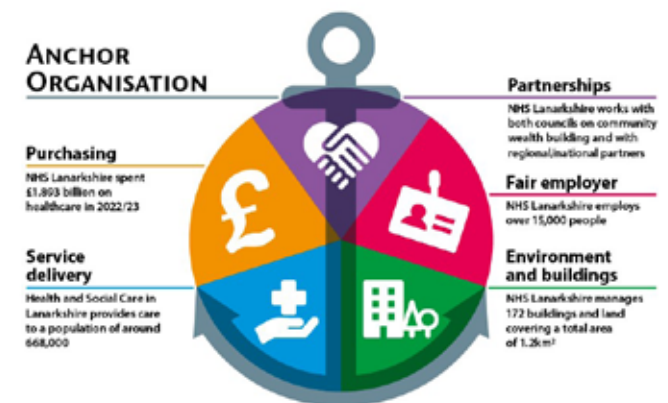 ANCHOR
ORGANISATION
Purchasing
NHS Lanarkshire spent
£1.893 billion on
healthcare in 2022/23
Service
delivery
Health and Social Care in
Lanarkshire provides care
to a population of around
668,000
£
Partnerships
NHS Lanarkshire works with
both councils on community
wealth building and with
regional/national partners
Fair employer
NHS Lanarkshire employs
over 15,000 people
Environment
and buildings
NHS Lanarkshire manages
172 buildings and land
covering a total area
of 1.2km²